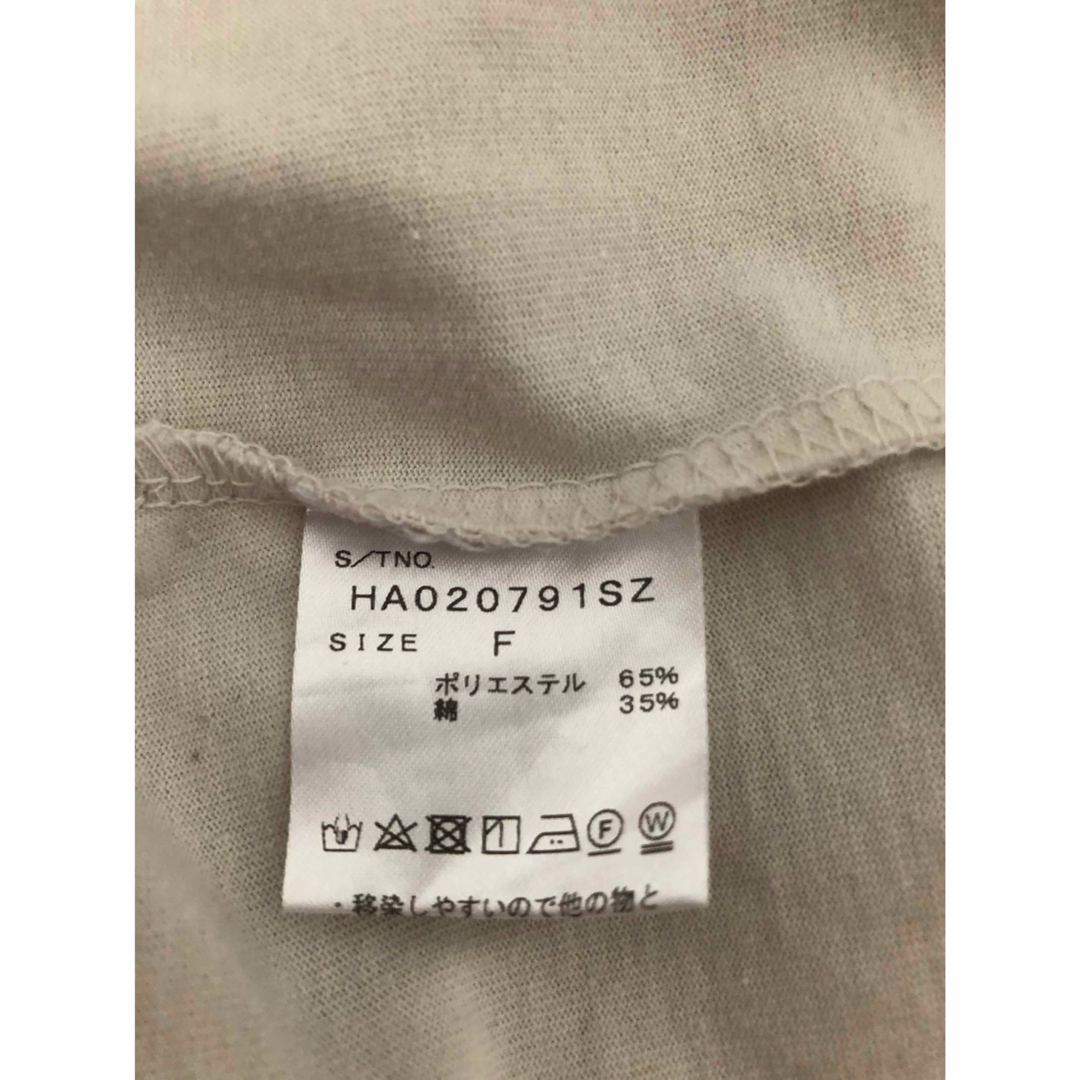 S/TNO.
HA020791SZ
SIZE F
ポリエステル 65%
綿 35%
F W
・移染しやすいので他の物と